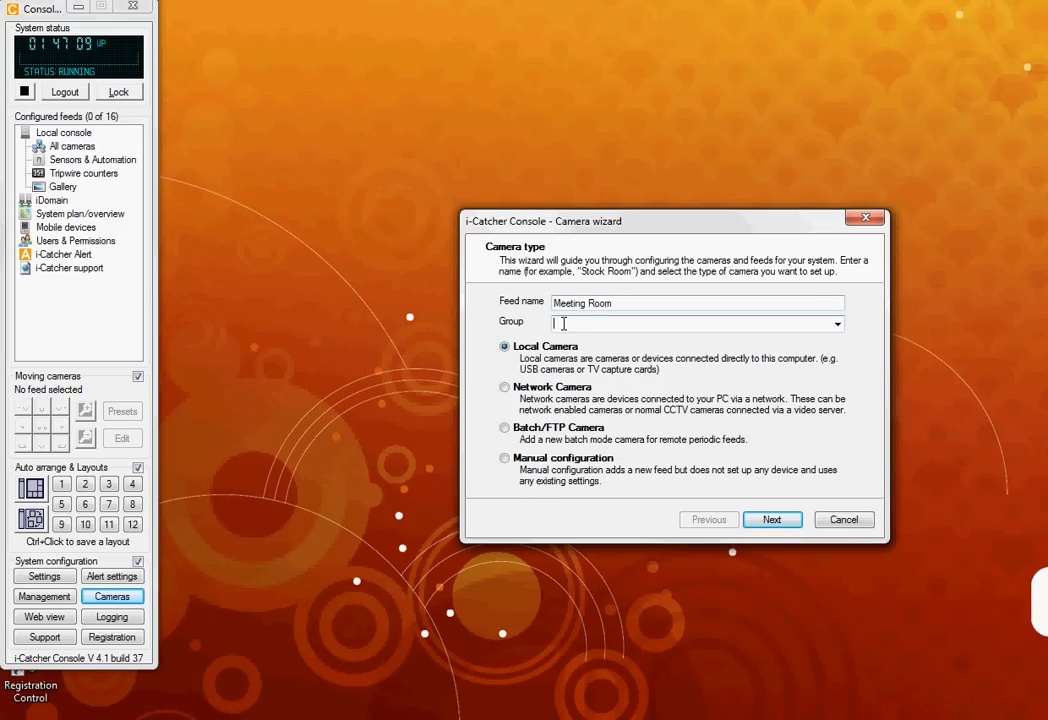 Consol...
System status
01 47 09 UP
STATUS RUNNING
Logout
Lock
Configured feeds (0 of 16)
Local console
All cameras
Sensors & Automation
Tripwire counters
Gallery
iDomain
System plan/overview
Mobile devices
Users & Permissions
i-Catcher Alert
i-Catcher support
Moving cameras
No feed selected
Presets
Edit
Auto arrange & Layouts
1 2 3 4
5 6 7 8
9 10 11 12
Ctrl+Click to save a layout
System configuration
Settings Alert settings
Management Cameras
Web view Logging
Support Registration
i-Catcher Console V 4.1 build 37
Registration
Control
i-Catcher Console - Camera wizard
Camera type
This wizard will guide you through configuring the cameras and feeds for your system. Enter a
name (for example, "Stock Room") and select the type of camera you want to set up.
Feed name Meeting Room
Group
Local Camera
Local cameras are cameras or devices connected directly to this computer. (e.g.
USB cameras or TV capture cards)
Network Camera
Network cameras are devices connected to your PC via a network. These can be
network enabled cameras or normal CCTV cameras connected via a video server.
Batch/FTP Camera
Add a new batch mode camera for remote periodic feeds.
Manual configuration
Manual configuration adds a new feed but does not set up any device and uses
any existing settings.
Previous Next Cancel